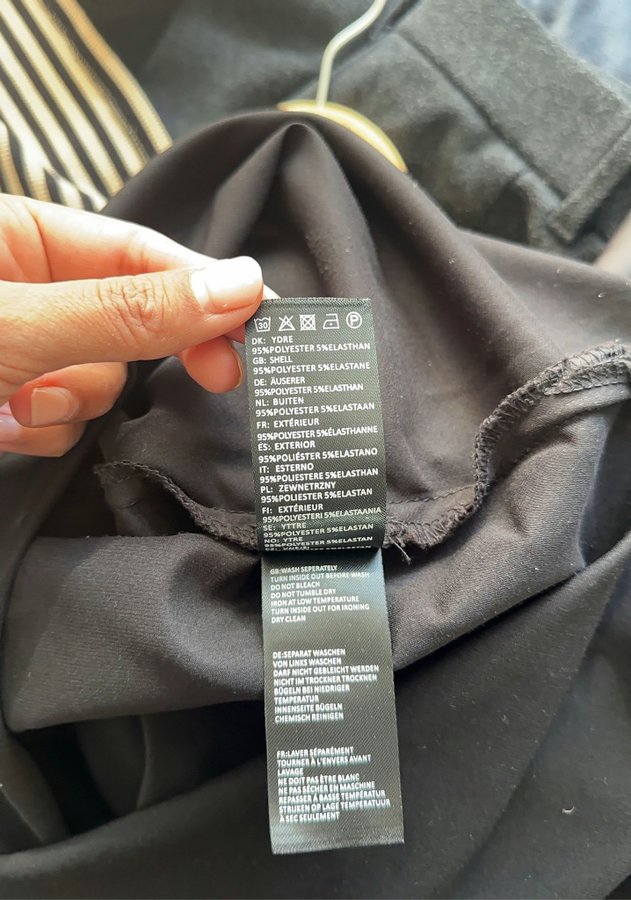 30 P
DK: YDRE
95%POLYESTER 5%ELASTHAN
GB: SHELL
95%POLYESTER 5%ELASTANE
DE: ÄUSERER
95%POLYESTER 5%ELASTHAN
NL: BUITEN
95%POLYESTER 5%ELASTAAN
FR: EXTÉRIEUR
95%POLYESTER 5%ÉLASTHANNE
ES: EXTERIOR
95%POLIÉSTER 5%ELASTANO
IT: ESTERNO
95%POLIESTERE 5%ELASTHAN
PL: ZEWNETRZNY
95%POLIESTER 5%ELASTAN
FI: EXTÉRIEUR
95%POLYESTERI 5%ELASTAANIA
SE: YTTRE
95%POLYESTER 5%ELASTAN
NO: YTRE
95%POLYESTER 5%ELASTAN
GB:WASH SEPERATELY
TURN INSIDE OUT BEFORE WASH
DO NOT BLEACH
DO NOT TUMBLE DRY
IRON AT LOW TEMPERATURE
TURN INSIDE OUT FOR IRONING
DRY CLEAN
DE:SEPARAT WASCHEN
VON LINKS WASCHEN
DARF NICHT GEBLEICHT WERDEN
NICHT IM TROCKNER TROCKNEN
BÜGELN BEI NIEDRIGER
TEMPERATUR
INNENSEITE BÜGELN
CHEMISCH REINIGEN
FR:LAVER SÉPARÉMENT
TOURNER À L'ENVERS AVANT
LAVAGE
NE DOIT PAS ÊTRE BLANC
NE PAS SÉCHER EN MACHINE
REPASSER À BASSE TEMPÉRATUR
STRIJKEN OP LAGE TEMPERATUUR
À SEC SEULEMENT